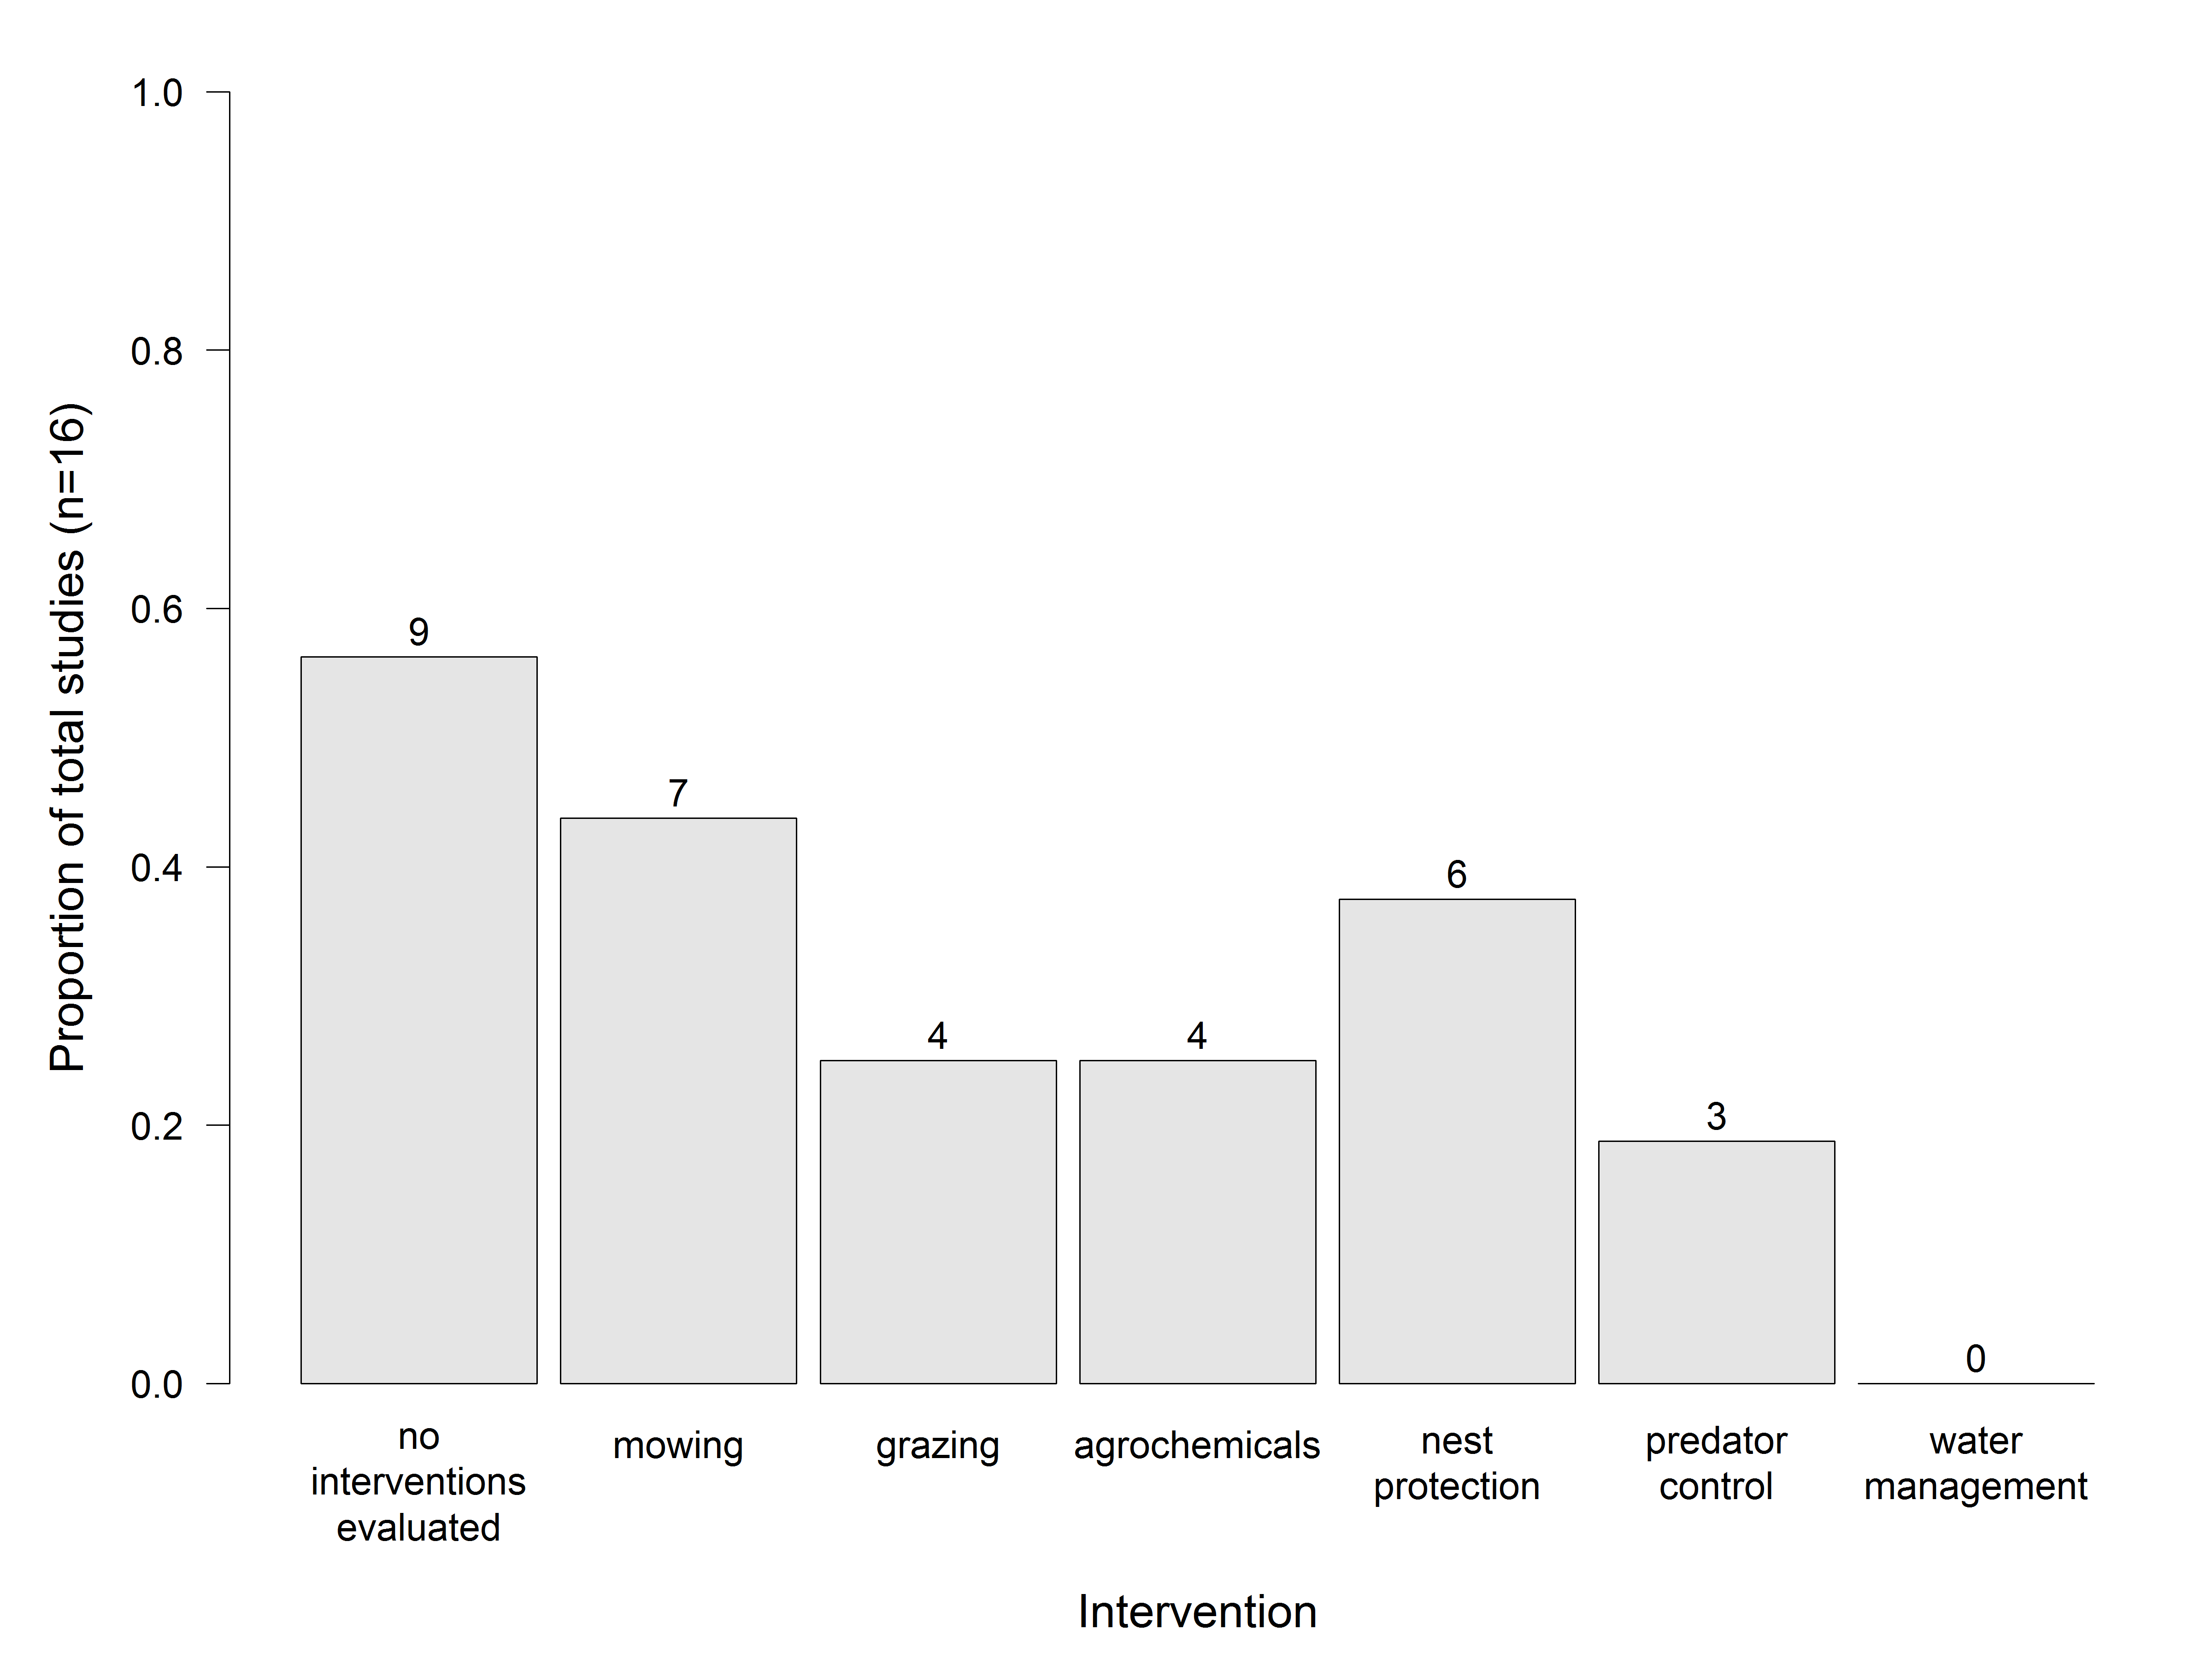 Proportion of total studies (n=16)
1.0
0.8
0.6
0.4
0.2
0.0
9
7
4
4
6
3
0
no
interventions
evaluated
mowing
grazing
agrochemicals
nest
protection
predator
control
water
management
Intervention